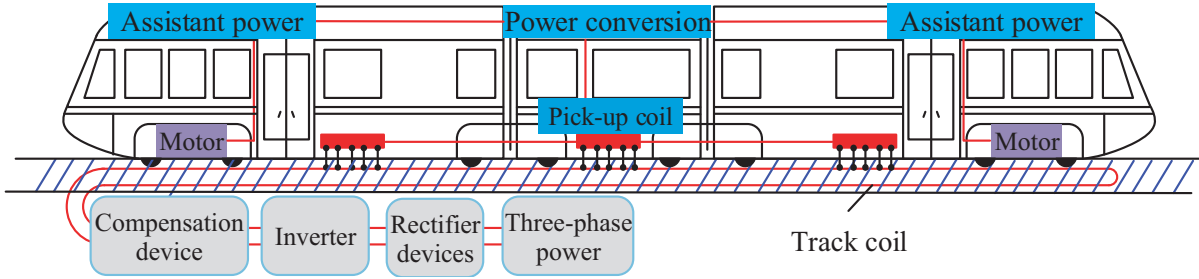 Assistant power
Power conversion
Assistant power
Pick-up coil
Motor
Motor
Compensation
device
Inverter
Rectifier
devices
Three-phase
power
Track coil